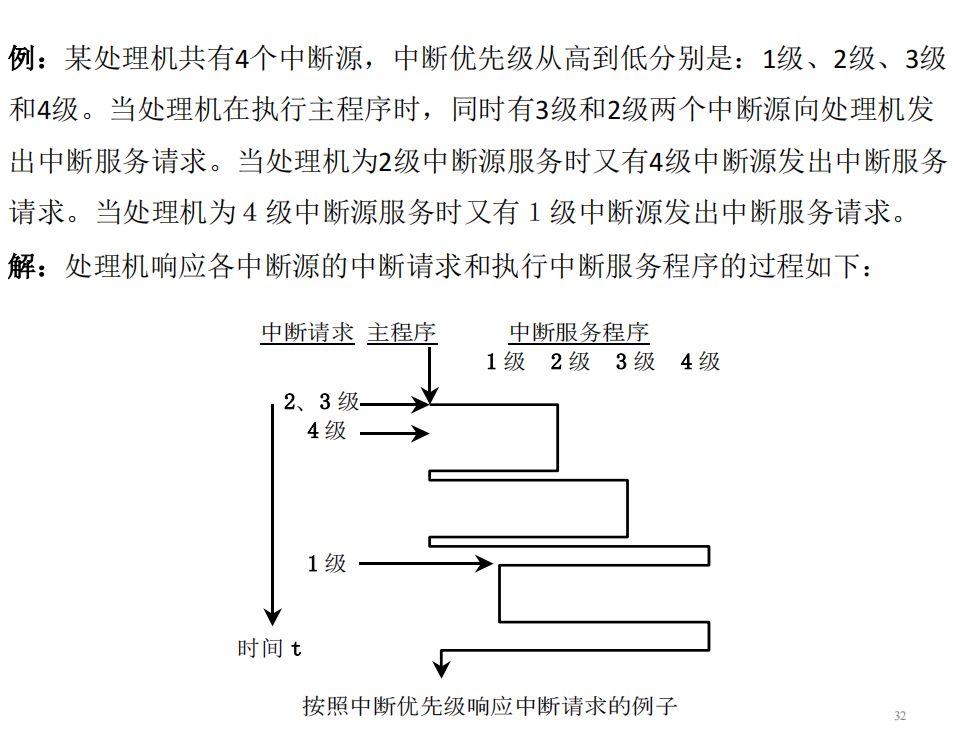 例：某处理机共有4个中断源，中断优先级从高到低分别是：1级、2级、3级
和4级。当处理机在执行主程序时，同时有3级和2级两个中断源向处理机发
出中断服务请求。当处理机为2级中断源服务时又有4级中断源发出中断服务
请求。当处理机为４级中断源服务时又有１级中断源发出中断服务请求。
解：处理机响应各中断源的中断请求和执行中断服务程序的过程如下：
中断请求 主程序 中断服务程序
1级 2级 3级 4级
2、3级
4级
1级
时间 t
按照中断优先级响应中断请求的例子
32